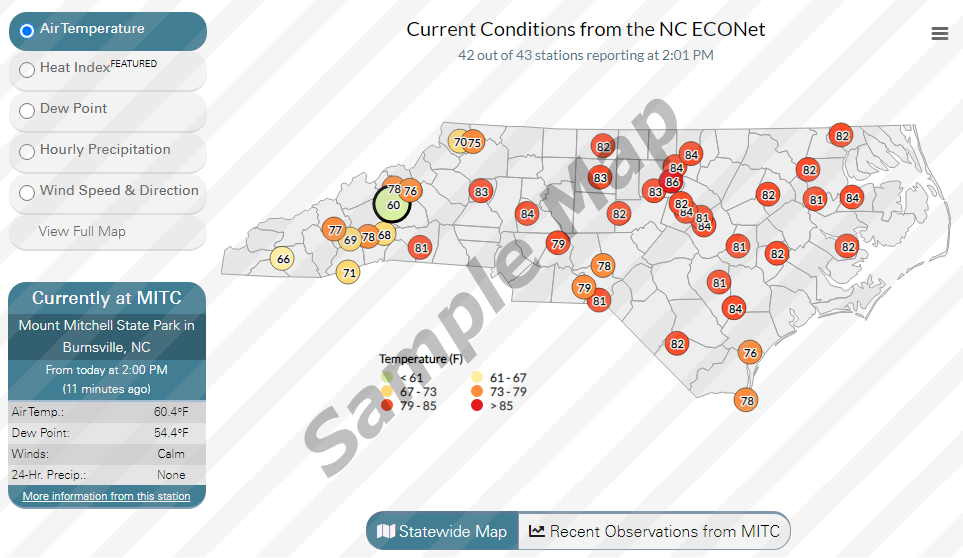 Air Temperature
Heat Index FEATURED
Dew Point
Hourly Precipitation
Wind Speed & Direction
View Full Map
Currently at MITC
Mount Mitchell State Park in
Burnsville, NC
From today at 2:00 PM
(11 minutes ago)
Air Temp.: 60.4°F
Dew Point: 54.4°F
Winds: Calm
24-Hr. Precip.: None
More information from this station
Current Conditions from the NC ECONet
42 out of 43 stations reporting at 2:01 PM
82
70 75 82 84
84
83 86 82
78 76 83 83 82 81 84
60 84 82 82 84 81
84
77 69 78 68 81 79 81 82 82
66 71 78
79 81 81
84
82 76
78
Sample Map
Temperature (F)
< 61 61 - 67
67 - 73 73 - 79
79 - 85 > 85
Statewide Map Recent Observations from MITC